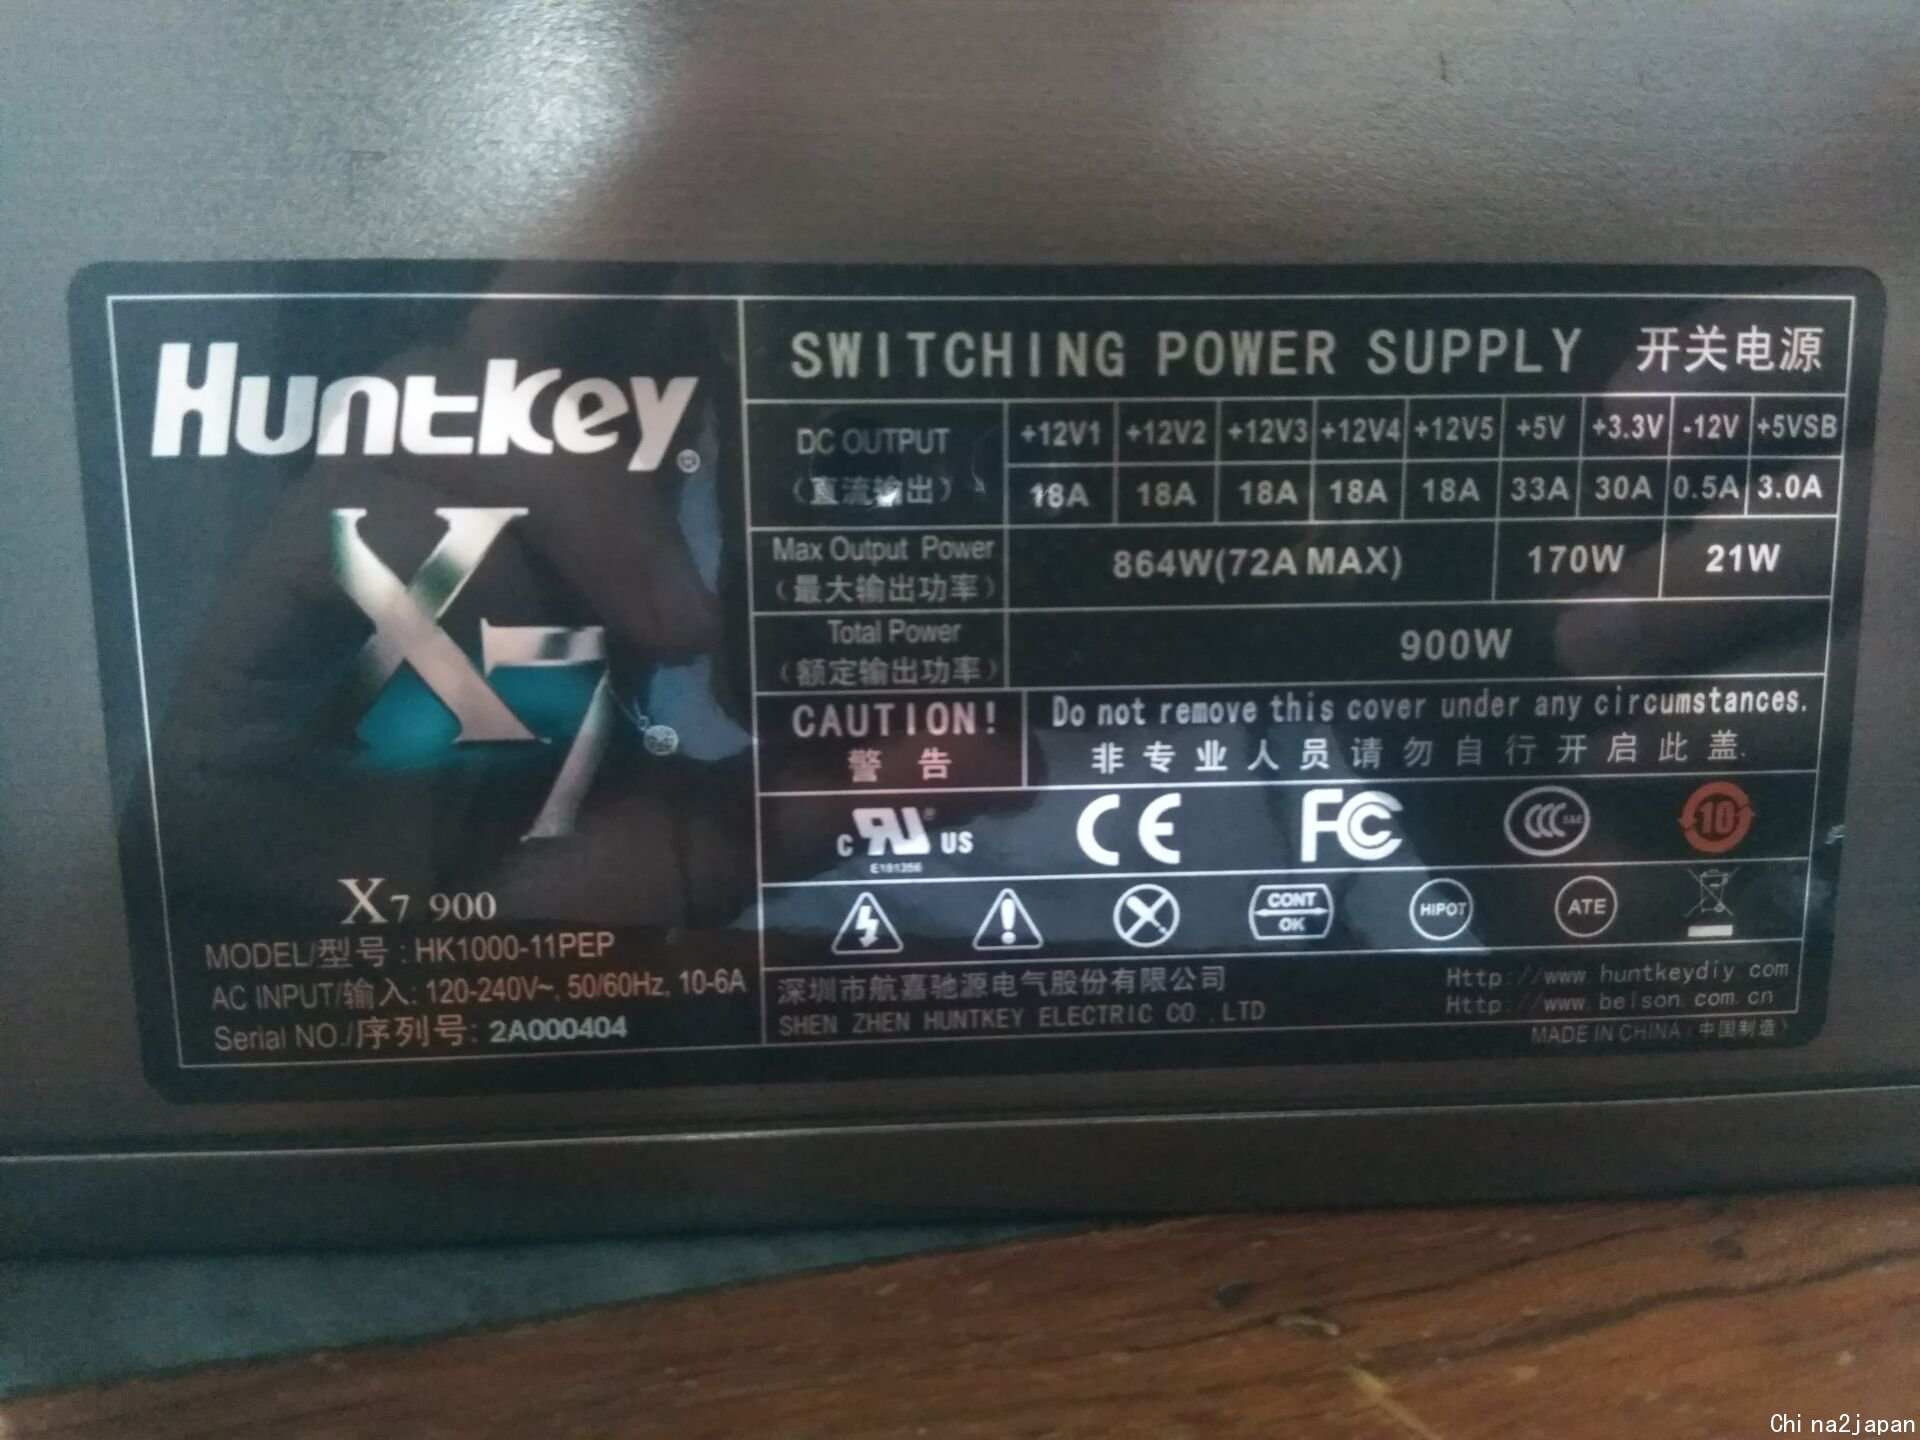 Huntkey®
X7
X7 900
MODEL/型号 : HK1000-11PEP
AC INPUT/输入: 120-240V~, 50/60Hz, 10-6A
Serial NO./序列号: 2A000404
SWITCHING POWER SUPPLY 开关电源
DC OUTPUT
(直流输出)
+12V1 +12V2 +12V3 +12V4 +12V5 +5V +3.3V -12V +5VSB
18A 18A 18A 18A 18A 33A 30A 0.5A 3.0A
Max Output Power
(最大输出功率)
864W(72A MAX) 170W 21W
Total Power
(额定输出功率)
900W
CAUTION!
警 告
Do not remove this cover under any circumstances.
非专业人员请勿自行开启此盖.
c RU® US
E181356
CE FC CCC S&E 10
CONT OK HIPOT ATE
深圳市航嘉驰源电气股份有限公司
SHEN ZHEN HUNTKEY ELECTRIC CO.,LTD
Http://www.huntkeydiy.com
Http://www.belson.com.cn
MADE IN CHINA (中国制造)
China2japan